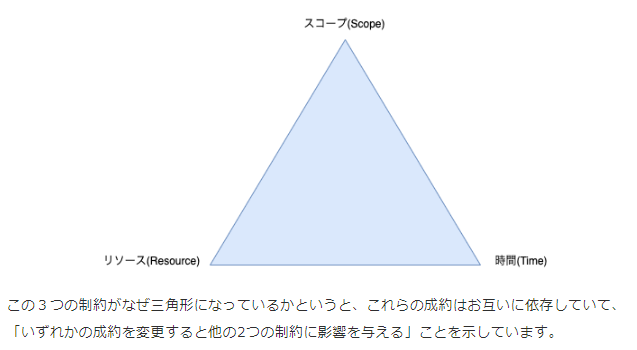 スコープ(Scope)
リソース(Resource)
時間(Time)
この３つの制約がなぜ三角形になっているかというと、これらの成約はお互いに依存していて、
「いずれかの成約を変更すると他の2つの制約に影響を与える」ことを示しています。